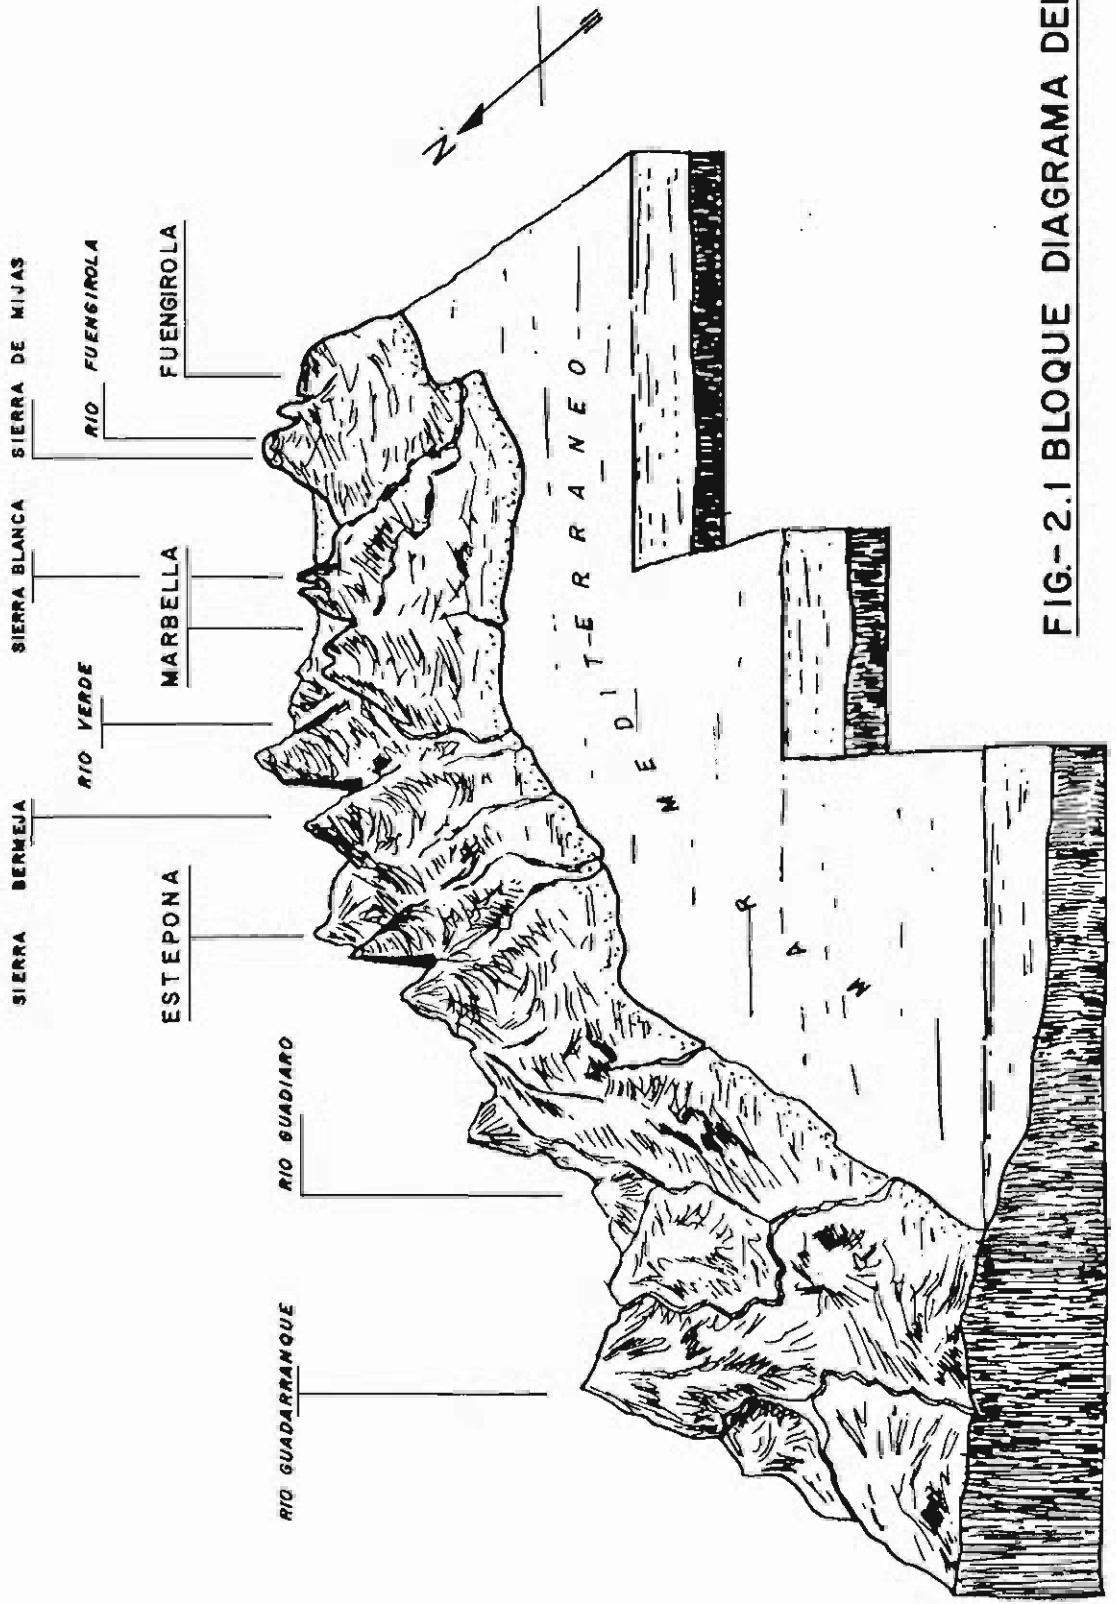 SIERRA BERMEJA
SIERRA BLANCA
SIERRA DE MIJAS
RIO VERDE
RIO FUENGIROLA
ESTEPONA
MARBELLA
FUENGIROLA
RIO GUADARRANQUE
RIO GUADIARO
N
MAR MEDITERRANEO
FIG.- 2.1 BLOQUE DIAGRAMA DEL